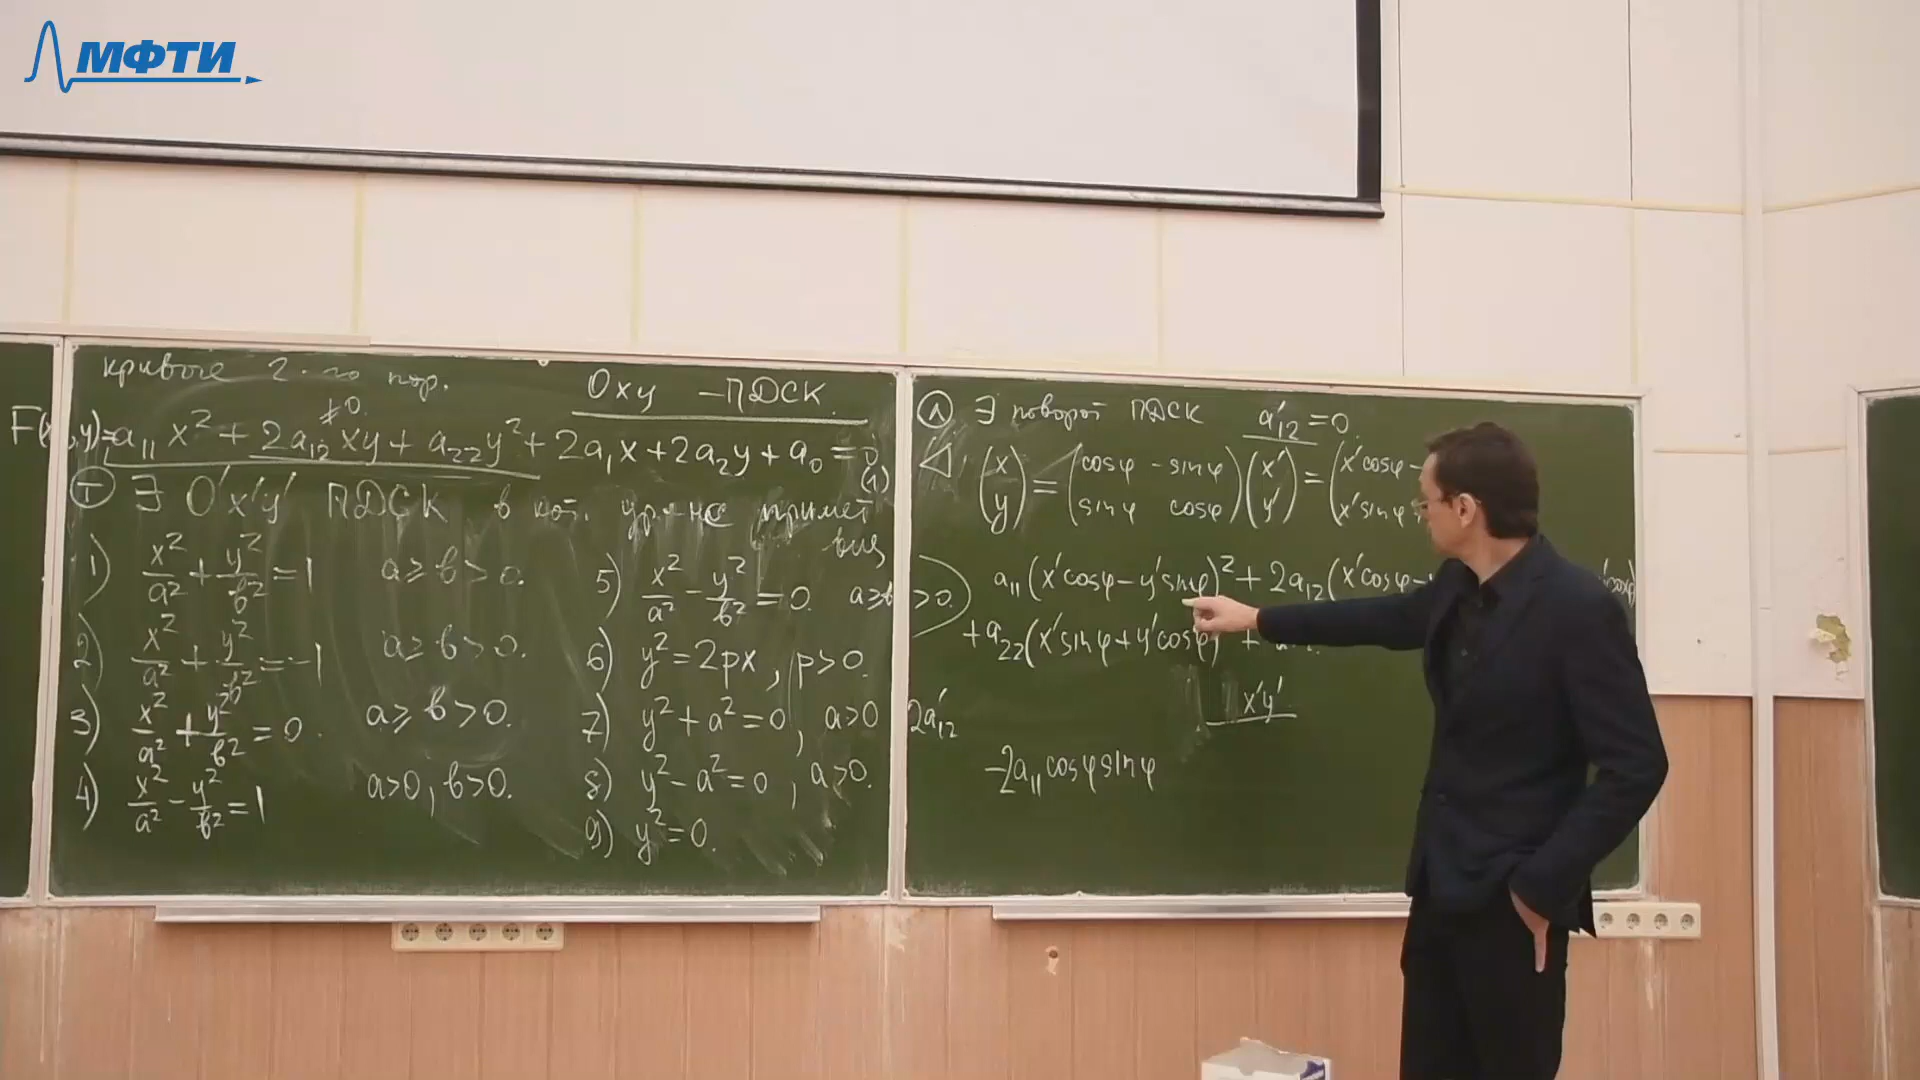 МФТИ
кривые 2-го пор.
Oxy – ПДСК
≠0
F(x,y)=a₁₁x² + 2a₁₂xy + a₂₂y² + 2a₁x + 2a₂y + a₀ = 0
(1)
Т ∃ O'x'y' ПДСК в кот. ур-ние примет
вид
1) x²/a² + y²/b² = 1 a ≥ b > 0.
2) x²/a² + y²/b² = -1 a ≥ b > 0.
3) x²/a² + y²/b² = 0. a ≥ b > 0.
4) x²/a² - y²/b² = 1 a>0, b>0.
5) x²/a² - y²/b² = 0. a ≥ b > 0.
6) y² = 2px, p>0.
7) y² + a² = 0, a>0
8) y² - a² = 0, a>0.
9) y² = 0.
Л ∃ поворот ПДСК a'₁₂ = 0.
(x y) = (cosφ -sinφ sinφ cosφ)(x' y') = (x'cosφ - x'sinφ
a₁₁(x'cosφ - y'sinφ)² + 2a₁₂(x'cosφ -
+ a₂₂(x'sinφ + y'cosφ)² +
x'y'
2a'₁₂
-2a₁₁cosφsinφ